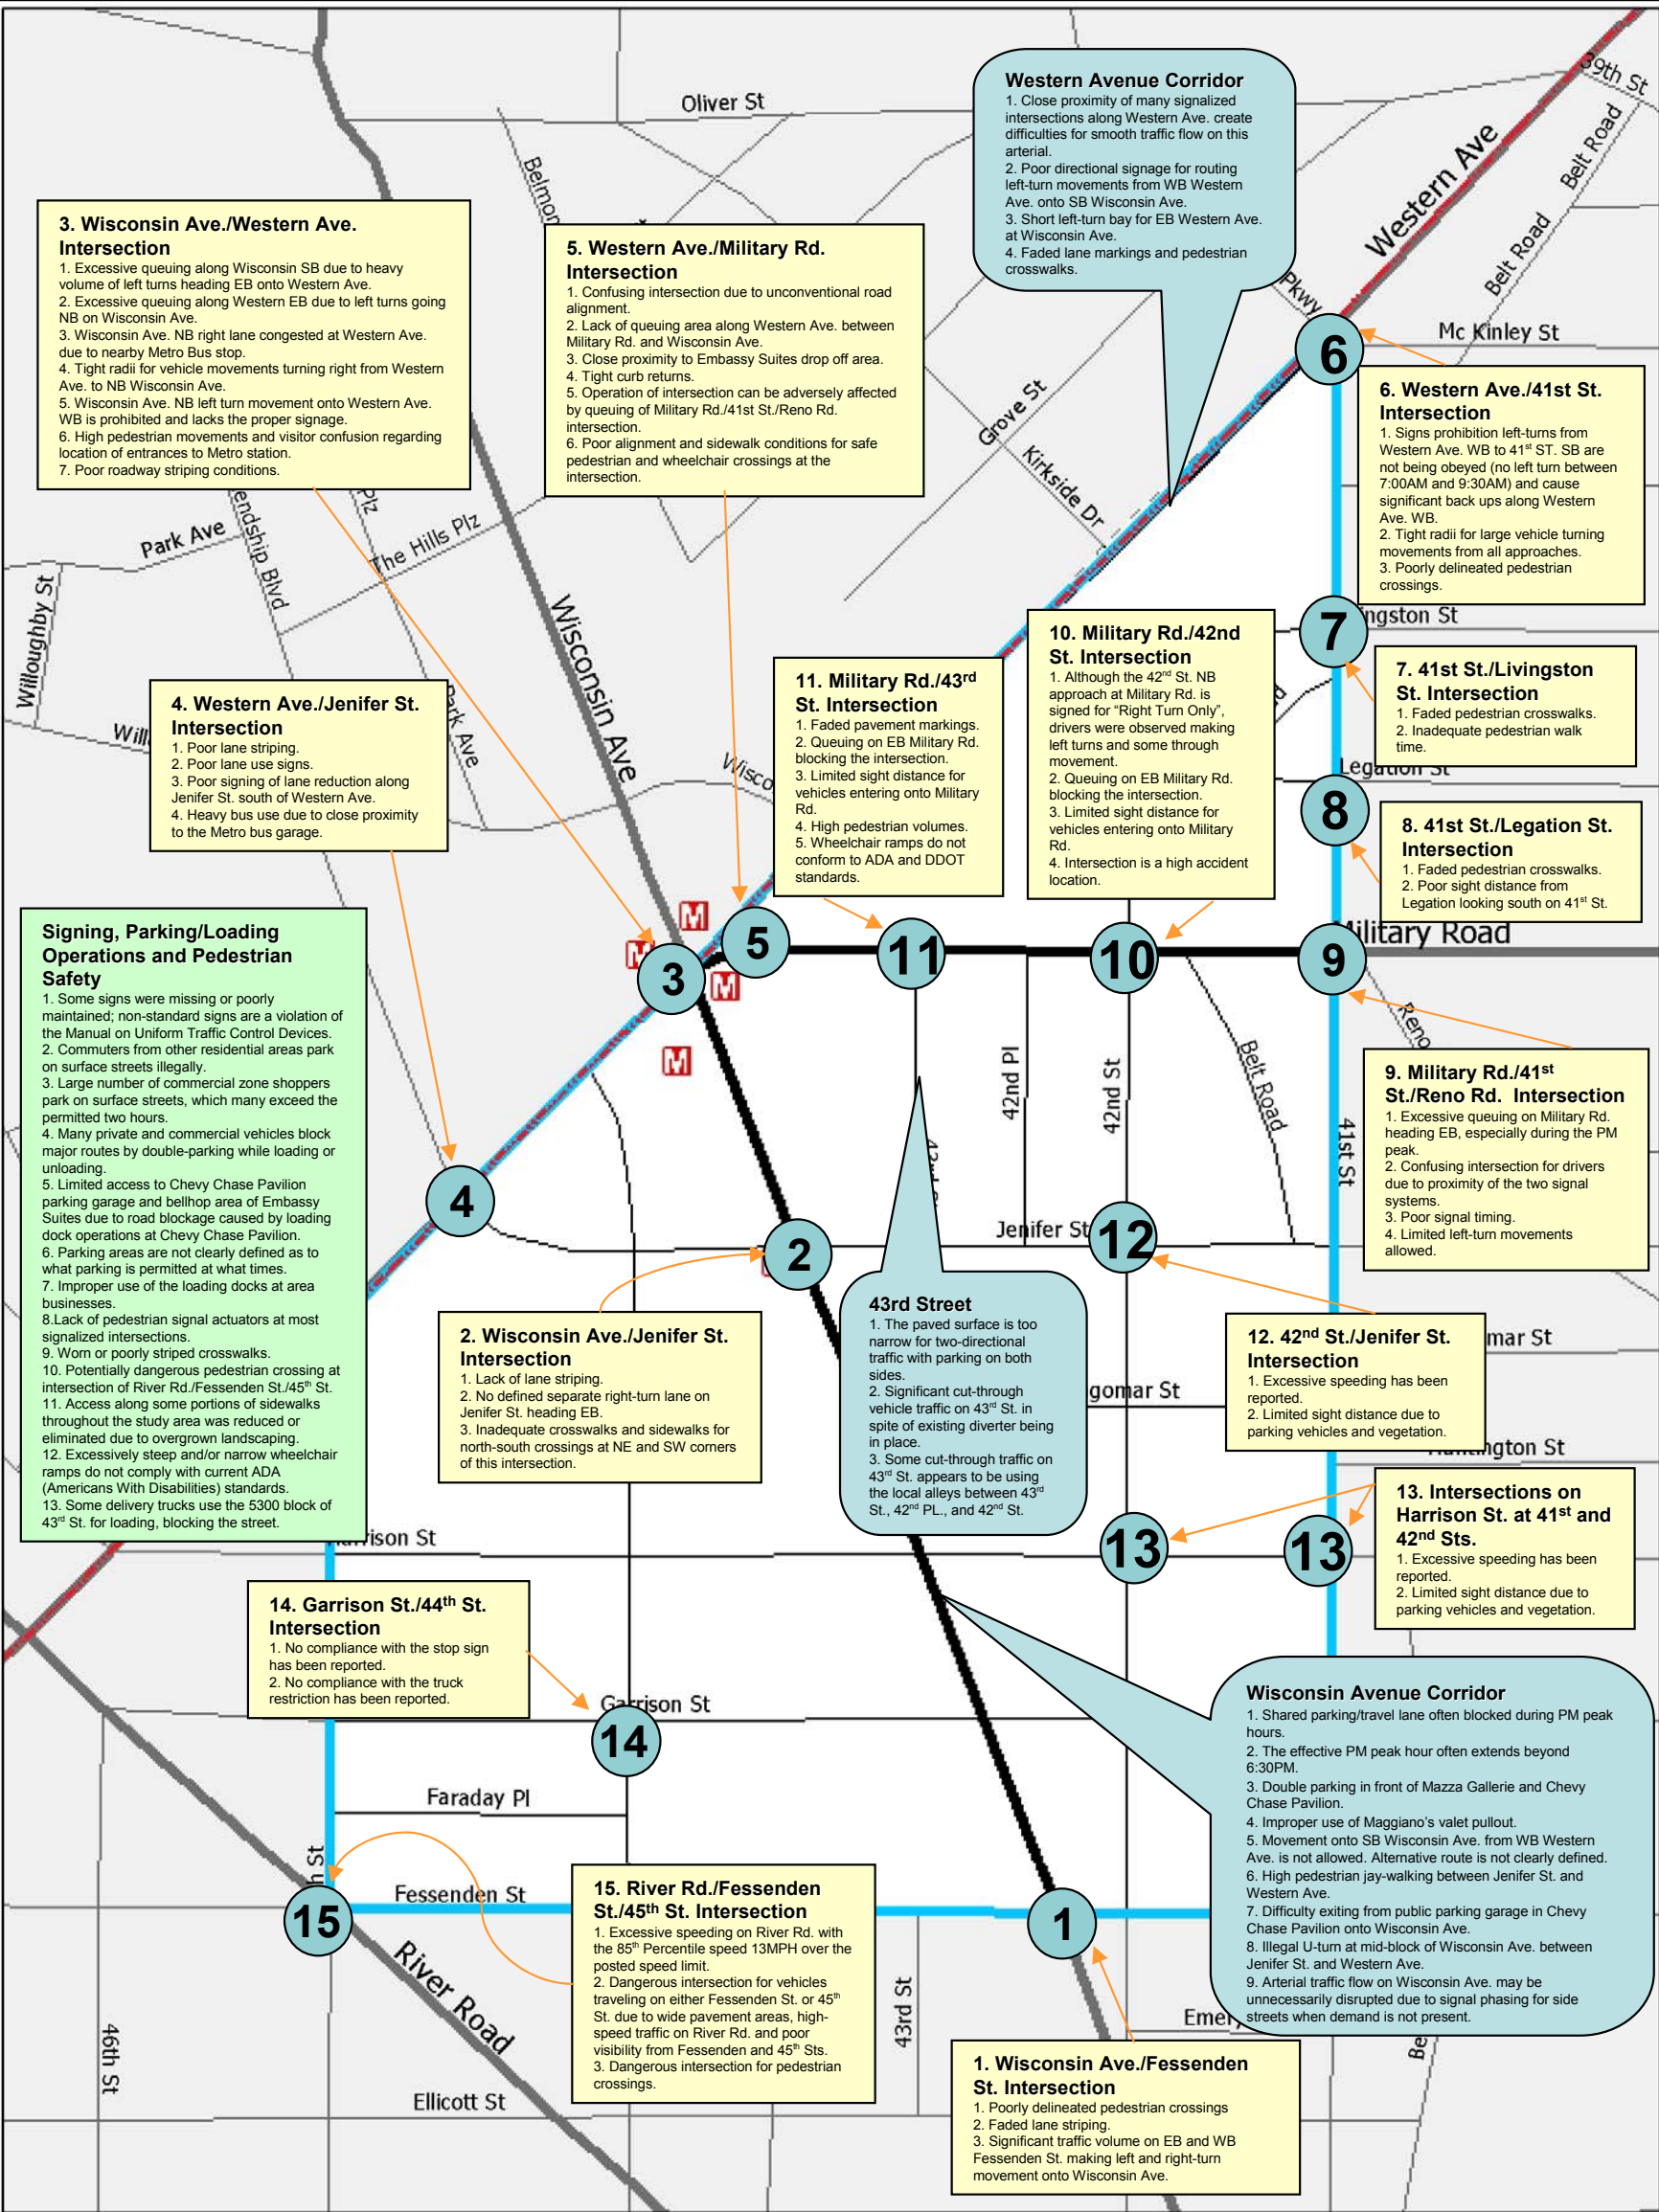 Oliver St
39th St
Belt Road
Belt Road
Western Ave
Western Avenue Corridor
1. Close proximity of many signalized
intersections along Western Ave. create
difficulties for smooth traffic flow on this
arterial.
2. Poor directional signage for routing
left-turn movements from WB Western
Ave. onto SB Wisconsin Ave.
3. Short left-turn bay for EB Western Ave.
at Wisconsin Ave.
4. Faded lane markings and pedestrian
crosswalks.
Belmon
3. Wisconsin Ave./Western Ave.
Intersection
1. Excessive queuing along Wisconsin SB due to heavy
volume of left turns heading EB onto Western Ave.
2. Excessive queuing along Western EB due to left turns going
NB on Wisconsin Ave.
3. Wisconsin Ave. NB right lane congested at Western Ave.
due to nearby Metro Bus stop.
4. Tight radii for vehicle movements turning right from Western
Ave. to NB Wisconsin Ave.
5. Wisconsin Ave. NB left turn movement onto Western Ave.
WB is prohibited and lacks the proper signage.
6. High pedestrian movements and visitor confusion regarding
location of entrances to Metro station.
7. Poor roadway striping conditions.
5. Western Ave./Military Rd.
Intersection
1. Confusing intersection due to unconventional road
alignment.
2. Lack of queuing area along Western Ave. between
Military Rd. and Wisconsin Ave.
3. Close proximity to Embassy Suites drop off area.
4. Tight curb returns.
5. Operation of intersection can be adversely affected
by queuing of Military Rd./41st St./Reno Rd.
intersection.
6. Poor alignment and sidewalk conditions for safe
pedestrian and wheelchair crossings at the
intersection.
Pkwy
6
Mc Kinley St
6. Western Ave./41st St.
Intersection
1. Signs prohibition left-turns from
Western Ave. WB to 41st ST. SB are
not being obeyed (no left turn between
7:00AM and 9:30AM) and cause
significant back ups along Western
Ave. WB.
2. Tight radii for large vehicle turning
movements from all approaches.
3. Poorly delineated pedestrian
crossings.
Grove St
Kirkside Dr
Park Ave
endship Blvd
Plz
The Hills Plz
Willoughby St
Will
Park Ave
Wisconsin Ave
Wisco
4. Western Ave./Jenifer St.
Intersection
1. Poor lane striping.
2. Poor lane use signs.
3. Poor signing of lane reduction along
Jenifer St. south of Western Ave.
4. Heavy bus use due to close proximity
to the Metro bus garage.
11. Military Rd./43rd
St. Intersection
1. Faded pavement markings.
2. Queuing on EB Military Rd.
blocking the intersection.
3. Limited sight distance for
vehicles entering onto Military
Rd.
4. High pedestrian volumes.
5. Wheelchair ramps do not
conform to ADA and DDOT
standards.
10. Military Rd./42nd
St. Intersection
1. Although the 42nd St. NB
approach at Military Rd. is
signed for “Right Turn Only”,
drivers were observed making
left turns and some through
movement.
2. Queuing on EB Military Rd.
blocking the intersection.
3. Limited sight distance for
vehicles entering onto Military
Rd.
4. Intersection is a high accident
location.
7
ngston St
7. 41st St./Livingston
St. Intersection
1. Faded pedestrian crosswalks.
2. Inadequate pedestrian walk
time.
Legation St
8
8. 41st St./Legation St.
Intersection
1. Faded pedestrian crosswalks.
2. Poor sight distance from
Legation looking south on 41st St.
Military Road
M
M
M
M
3
5
11
10
9
Reno
9. Military Rd./41st
St./Reno Rd. Intersection
1. Excessive queuing on Military Rd.
heading EB, especially during the PM
peak.
2. Confusing intersection for drivers
due to proximity of the two signal
systems.
3. Poor signal timing.
4. Limited left-turn movements
allowed.
Signing, Parking/Loading
Operations and Pedestrian
Safety
1. Some signs were missing or poorly
maintained; non-standard signs are a violation of
the Manual on Uniform Traffic Control Devices.
2. Commuters from other residential areas park
on surface streets illegally.
3. Large number of commercial zone shoppers
park on surface streets, which many exceed the
permitted two hours.
4. Many private and commercial vehicles block
major routes by double-parking while loading or
unloading.
5. Limited access to Chevy Chase Pavilion
parking garage and bellhop area of Embassy
Suites due to road blockage caused by loading
dock operations at Chevy Chase Pavilion.
6. Parking areas are not clearly defined as to
what parking is permitted at what times.
7. Improper use of the loading docks at area
businesses.
8.Lack of pedestrian signal actuators at most
signalized intersections.
9. Worn or poorly striped crosswalks.
10. Potentially dangerous pedestrian crossing at
intersection of River Rd./Fessenden St./45th St.
11. Access along some portions of sidewalks
throughout the study area was reduced or
eliminated due to overgrown landscaping.
12. Excessively steep and/or narrow wheelchair
ramps do not comply with current ADA
(Americans With Disabilities) standards.
13. Some delivery trucks use the 5300 block of
43rd St. for loading, blocking the street.
42nd Pl
42nd St
Belt Road
41st St
4
2
Jenifer St
12
2. Wisconsin Ave./Jenifer St.
Intersection
1. Lack of lane striping.
2. No defined separate right-turn lane on
Jenifer St. heading EB.
3. Inadequate crosswalks and sidewalks for
north-south crossings at NE and SW corners
of this intersection.
43rd Street
1. The paved surface is too
narrow for two-directional
traffic with parking on both
sides.
2. Significant cut-through
vehicle traffic on 43rd St. in
spite of existing diverter being
in place.
3. Some cut-through traffic on
43rd St. appears to be using
the local alleys between 43rd
St., 42nd PL., and 42nd St.
gomar St
12. 42nd St./Jenifer St.
Intersection
1. Excessive speeding has been
reported.
2. Limited sight distance due to
parking vehicles and vegetation.
mar St
Huntington St
13. Intersections on
Harrison St. at 41st and
42nd Sts.
1. Excessive speeding has been
reported.
2. Limited sight distance due to
parking vehicles and vegetation.
13
13
rrison St
14. Garrison St./44th St.
Intersection
1. No compliance with the stop sign
has been reported.
2. No compliance with the truck
restriction has been reported.
Garrison St
14
Wisconsin Avenue Corridor
1. Shared parking/travel lane often blocked during PM peak
hours.
2. The effective PM peak hour often extends beyond
6:30PM.
3. Double parking in front of Mazza Gallerie and Chevy
Chase Pavilion.
4. Improper use of Maggiano’s valet pullout.
5. Movement onto SB Wisconsin Ave. from WB Western
Ave. is not allowed. Alternative route is not clearly defined.
6. High pedestrian jay-walking between Jenifer St. and
Western Ave.
7. Difficulty exiting from public parking garage in Chevy
Chase Pavilion onto Wisconsin Ave.
8. Illegal U-turn at mid-block of Wisconsin Ave. between
Jenifer St. and Western Ave.
9. Arterial traffic flow on Wisconsin Ave. may be
unnecessarily disrupted due to signal phasing for side
streets when demand is not present.
Faraday Pl
h St
Fessenden St
15
1
River Road
15. River Rd./Fessenden
St./45th St. Intersection
1. Excessive speeding on River Rd. with
the 85th Percentile speed 13MPH over the
posted speed limit.
2. Dangerous intersection for vehicles
traveling on either Fessenden St. or 45th
St. due to wide pavement areas, high-
speed traffic on River Rd. and poor
visibility from Fessenden and 45th Sts.
3. Dangerous intersection for pedestrian
crossings.
43rd St
46th St
Emer
Be
Ellicott St
1. Wisconsin Ave./Fessenden
St. Intersection
1. Poorly delineated pedestrian crossings
2. Faded lane striping.
3. Significant traffic volume on EB and WB
Fessenden St. making left and right-turn
movement onto Wisconsin Ave.